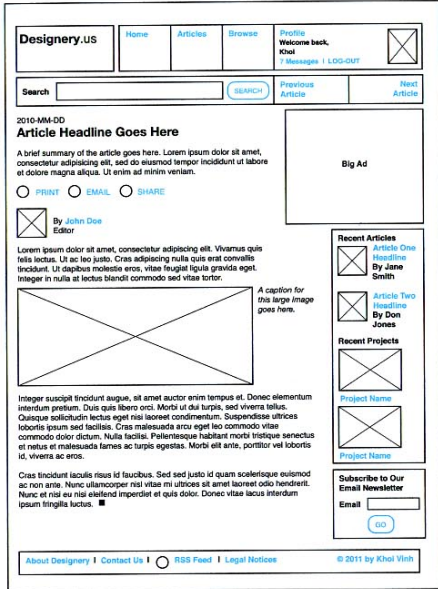 Designery.us
Home
Articles
Browse
Profile
Welcome back,
Khoi
7 Messages I LOG-OUT
Search
SEARCH
Previous
Article
Next
Article
2010-MM-DD
Article Headline Goes Here
A brief summary of the article goes here. Lorem ipsum dolor sit amet,
consectetur adipisicing elit, sed do eiusmod tempor incididunt ut labore
et dolore magna aliqua. Ut enim ad minim veniam.
PRINT
EMAIL
SHARE
Big Ad
By John Doe
Editor
Lorem ipsum dolor sit amet, consectetur adipiscing elit. Vivamus quis
felis lectus. Ut ac leo justo. Cras adipiscing nulla quis erat convallis
tincidunt. Ut dapibus molestie eros, vitae feugiat ligula gravida eget.
Integer in nulla at lectus blandit commodo sed vitae tortor.
A caption for
this large image
goes here.
Integer suscipit tincidunt augue, sit amet auctor enim tempus et. Donec elementum
interdum pretium. Duis quis libero orci. Morbi ut dui turpis, sed viverra tellus.
Quisque sollicitudin lectus eget nisi laoreet condimentum. Suspendisse ultrices
lobortis ipsum sed facilisis. Cras malesuada arcu eget leo commodo vitae
commodo dolor dictum. Nulla facilisi. Pellentesque habitant morbi tristique senectus
et netus et malesuada fames ac turpis egestas. Morbi elit ante, porttitor vel lobortis
id, viverra ac eros.
Cras tincidunt iaculis risus id faucibus. Sed sed justo id quam scelerisque euismod
ac non ante. Nunc ullamcorper nisl vitae mi ultrices sit amet laoreet odio hendrerit.
Nunc et nisi eu nisi eleifend imperdiet et quis dolor. Donec vitae lacus interdum
ipsum fringilla luctus.
Recent Articles
Article One
Headline
By Jane
Smith
Article Two
Headline
By Don
Jones
Recent Projects
Project Name
Project Name
Subscribe to Our
Email Newsletter
Email
GO
About Designery I Contact Us I RSS Feed I Legal Notices
© 2011 by Khoi Vinh